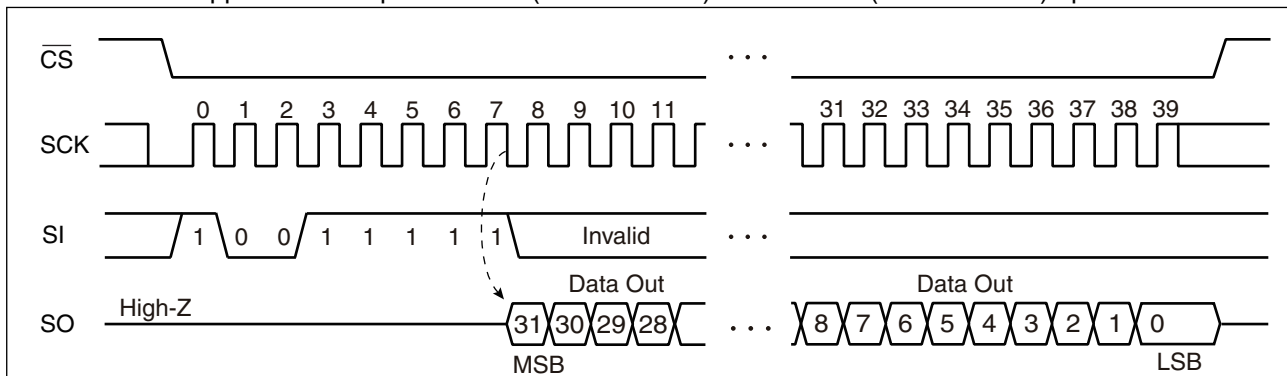 CS
· · ·
0 1 2 3 4 5 6 7 8 9 10 11
31 32 33 34 35 36 37 38 39
SCK
· · ·
SI
1 0 0 1 1 1 1 1
Invalid
· · ·
Data Out
Data Out
High-Z
SO
31 30 29 28
· · ·
8 7 6 5 4 3 2 1 0
MSB
LSB